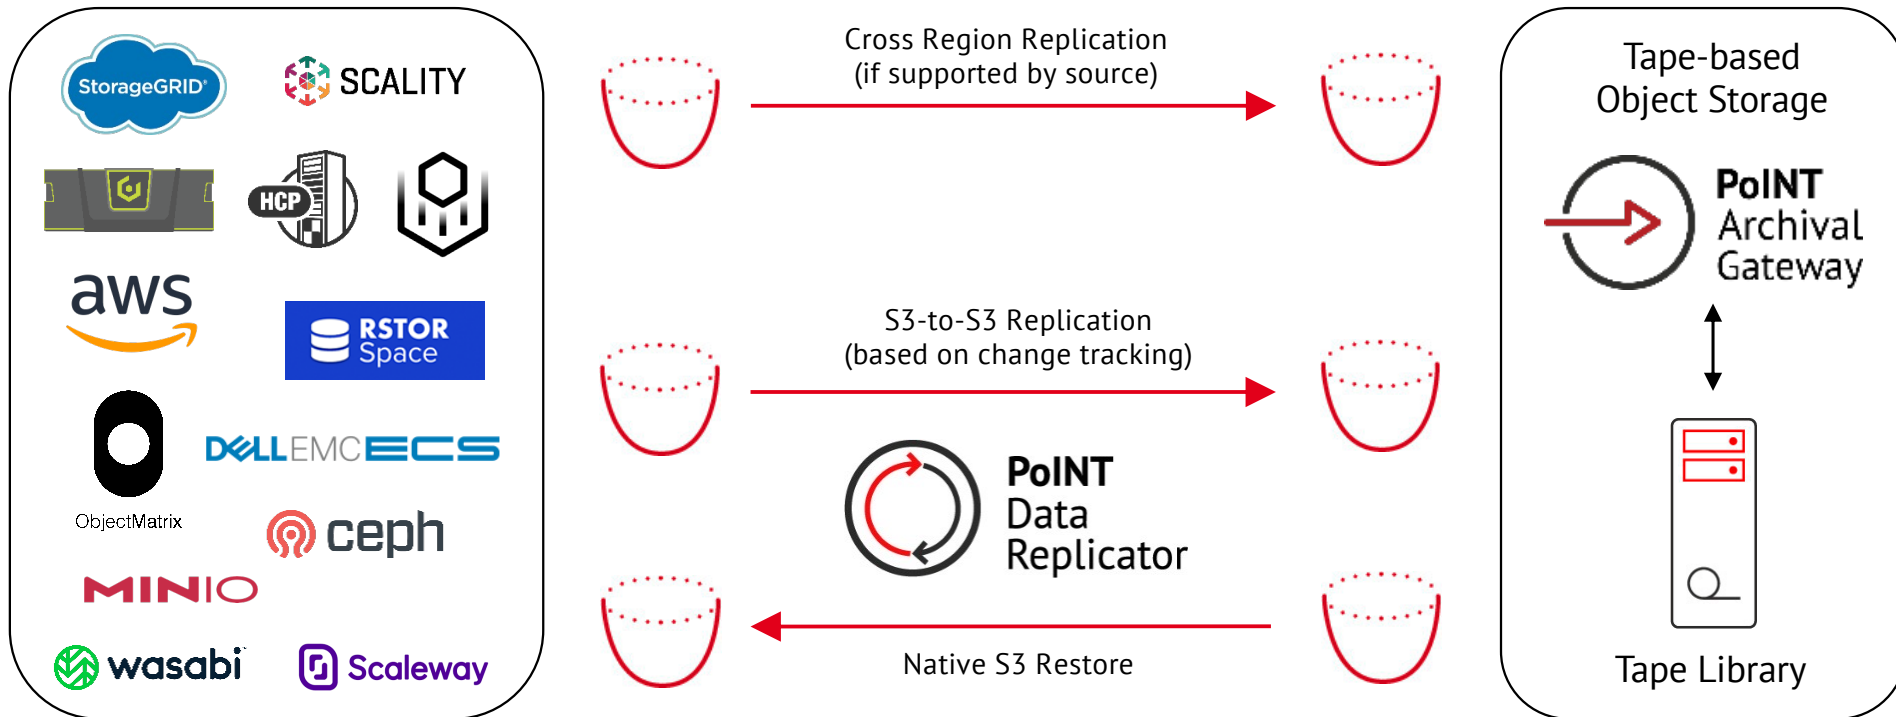 StorageGRID®
SCALITY
HCP
aws
RSTOR
Space
ObjectMatrix
DELLEMC ECS
ceph
MINIO
wasabi
Scaleway
Cross Region Replication
(if supported by source)
S3-to-S3 Replication
(based on change tracking)
PoINT
Data
Replicator
Native S3 Restore
Tape-based
Object Storage
PoINT
Archival
Gateway
Tape Library